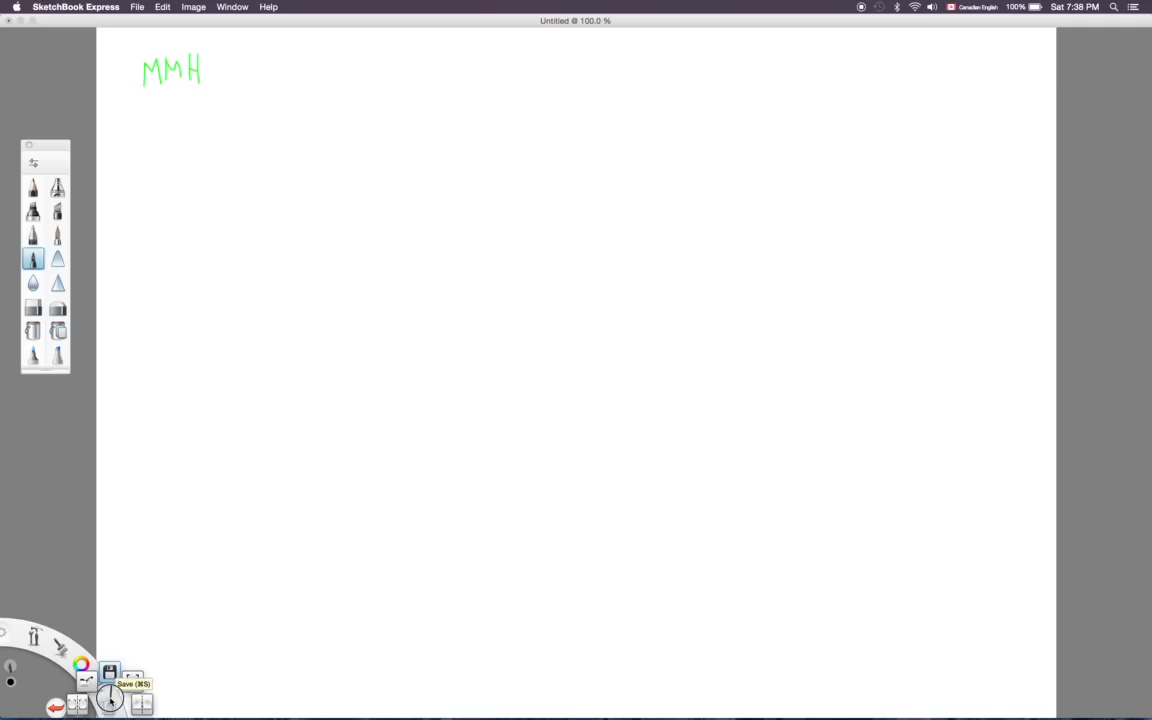 SketchBook Express File Edit Image Window Help Canadian English 100% Sat 7:38 PM
Untitled @ 100.0 %
MMH
Save (⌘S)